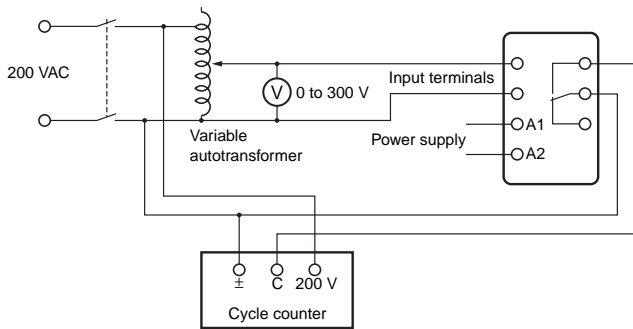 200 VAC
V
0 to 300 V
Variable
autotransformer
Input terminals
Power supply
A1
A2
± C 200 V
Cycle counter